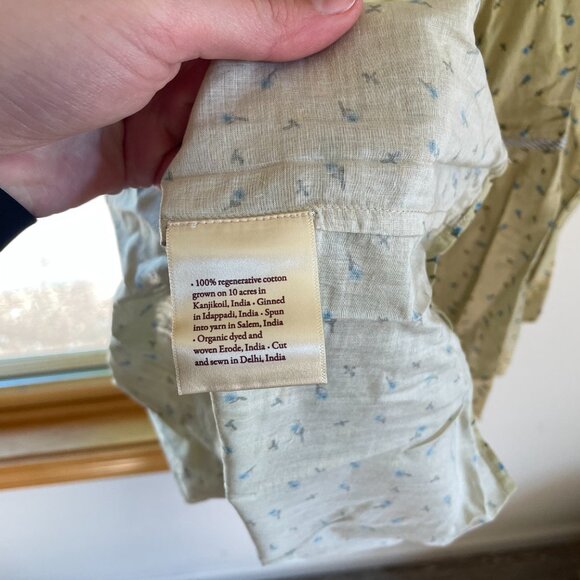 • 100% regenerative cotton
grown on 10 acres in
Kanjikoil, India • Ginned
in Idappadi, India • Spun
into yarn in Salem, India
• Organic dyed and
woven Erode, India • Cut
and sewn in Delhi, India